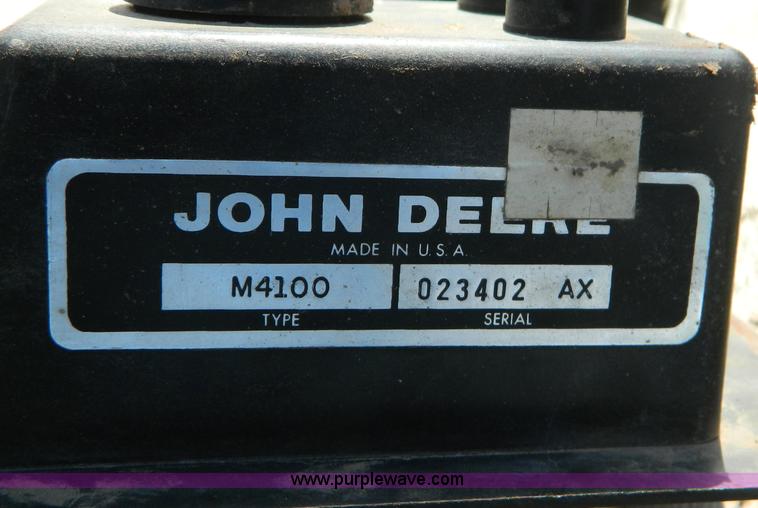 JOHN DEERE
MADE IN U.S.A.
M4100 023402 AX
TYPE SERIAL
www.purplewave.com